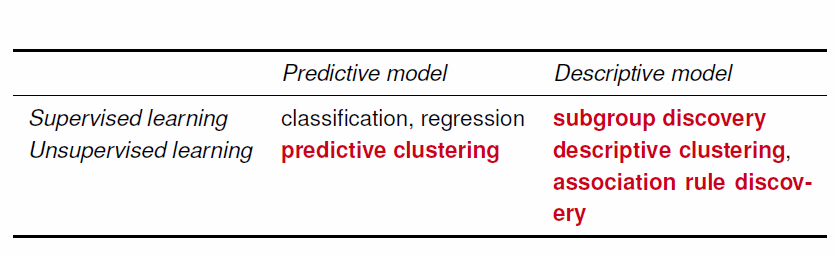 Predictive model Descriptive model
Supervised learning classification, regression subgroup discovery
Unsupervised learning predictive clustering descriptive clustering,
association rule discov-
ery